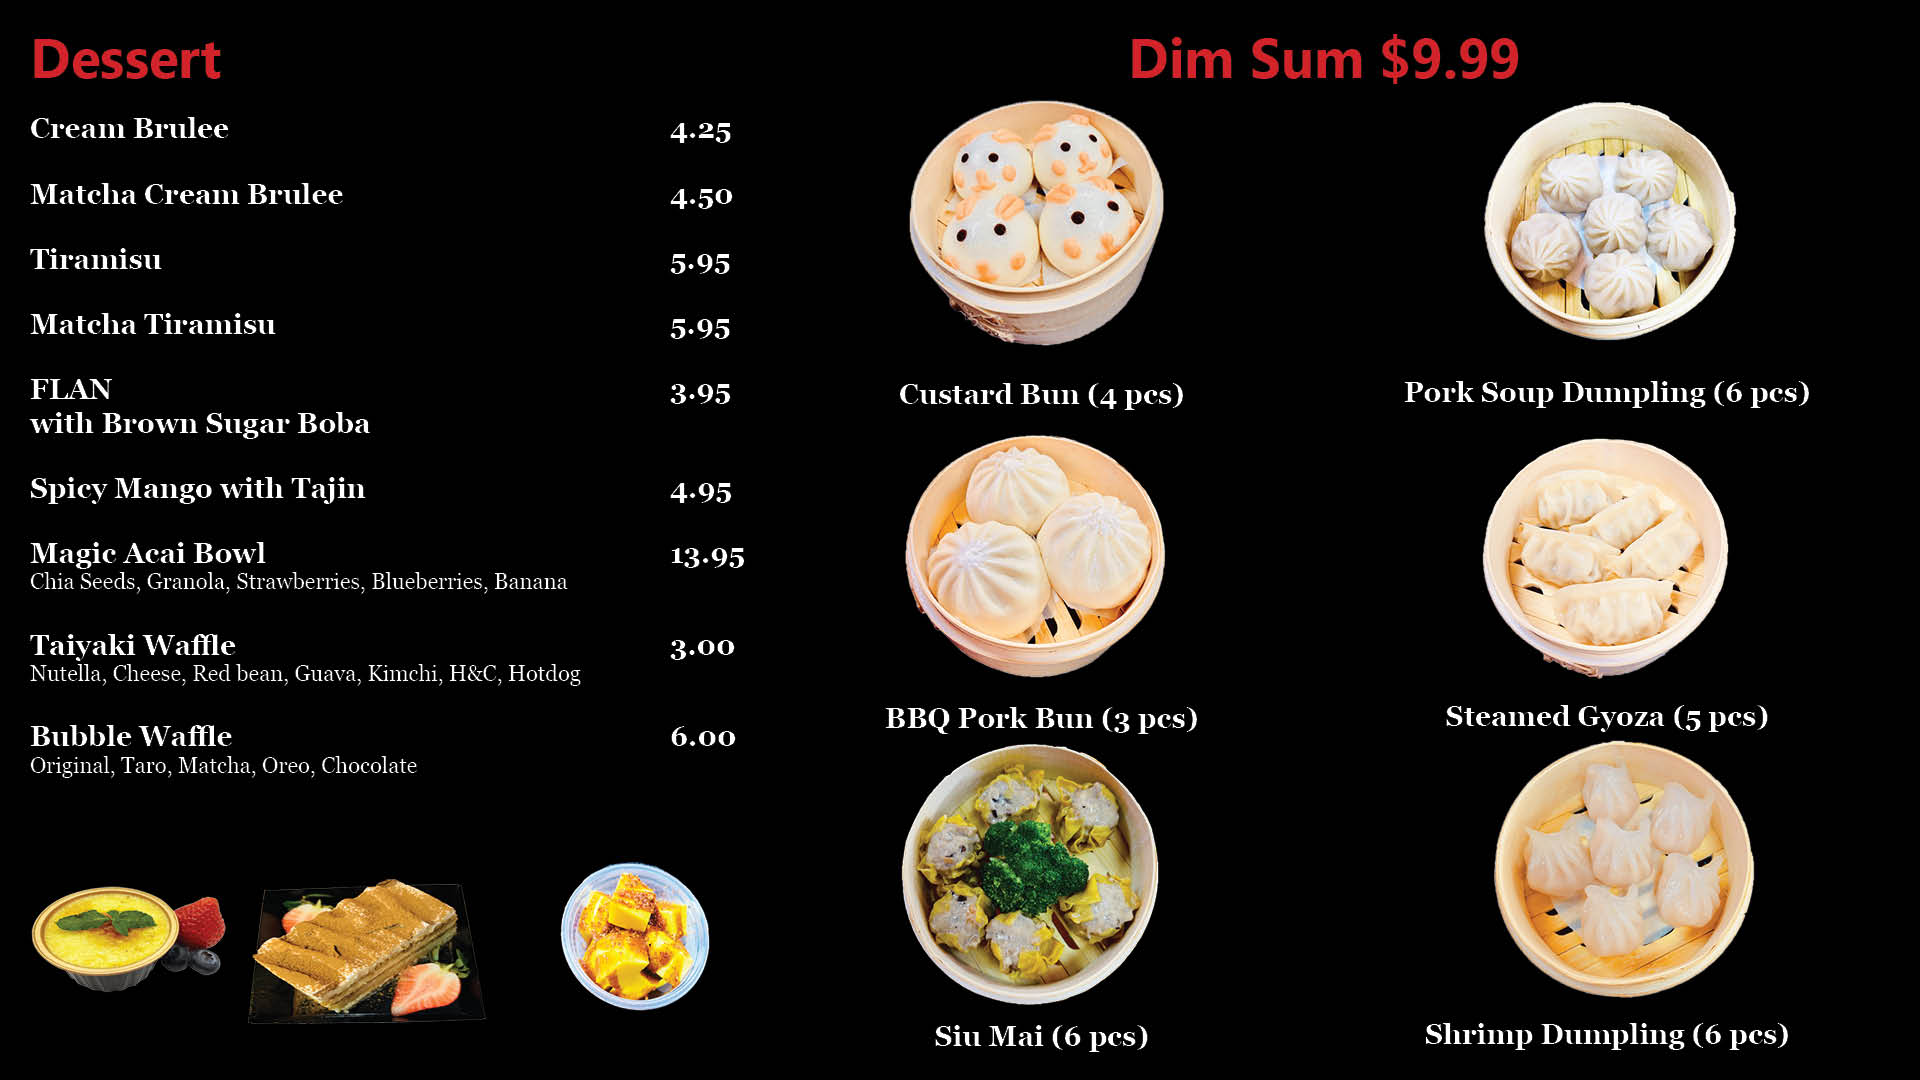 Dessert
Cream Brulee 4.25
Matcha Cream Brulee 4.50
Tiramisu 5.95
Matcha Tiramisu 5.95
FLAN 3.95
with Brown Sugar Boba
Spicy Mango with Tajin 4.95
Magic Acai Bowl 13.95
Chia Seeds, Granola, Strawberries, Blueberries, Banana
Taiyaki Waffle 3.00
Nutella, Cheese, Red bean, Guava, Kimchi, H&C, Hotdog
Bubble Waffle 6.00
Original, Taro, Matcha, Oreo, Chocolate
Dim Sum $9.99
Custard Bun (4 pcs)
Pork Soup Dumpling (6 pcs)
BBQ Pork Bun (3 pcs)
Steamed Gyoza (5 pcs)
Siu Mai (6 pcs)
Shrimp Dumpling (6 pcs)